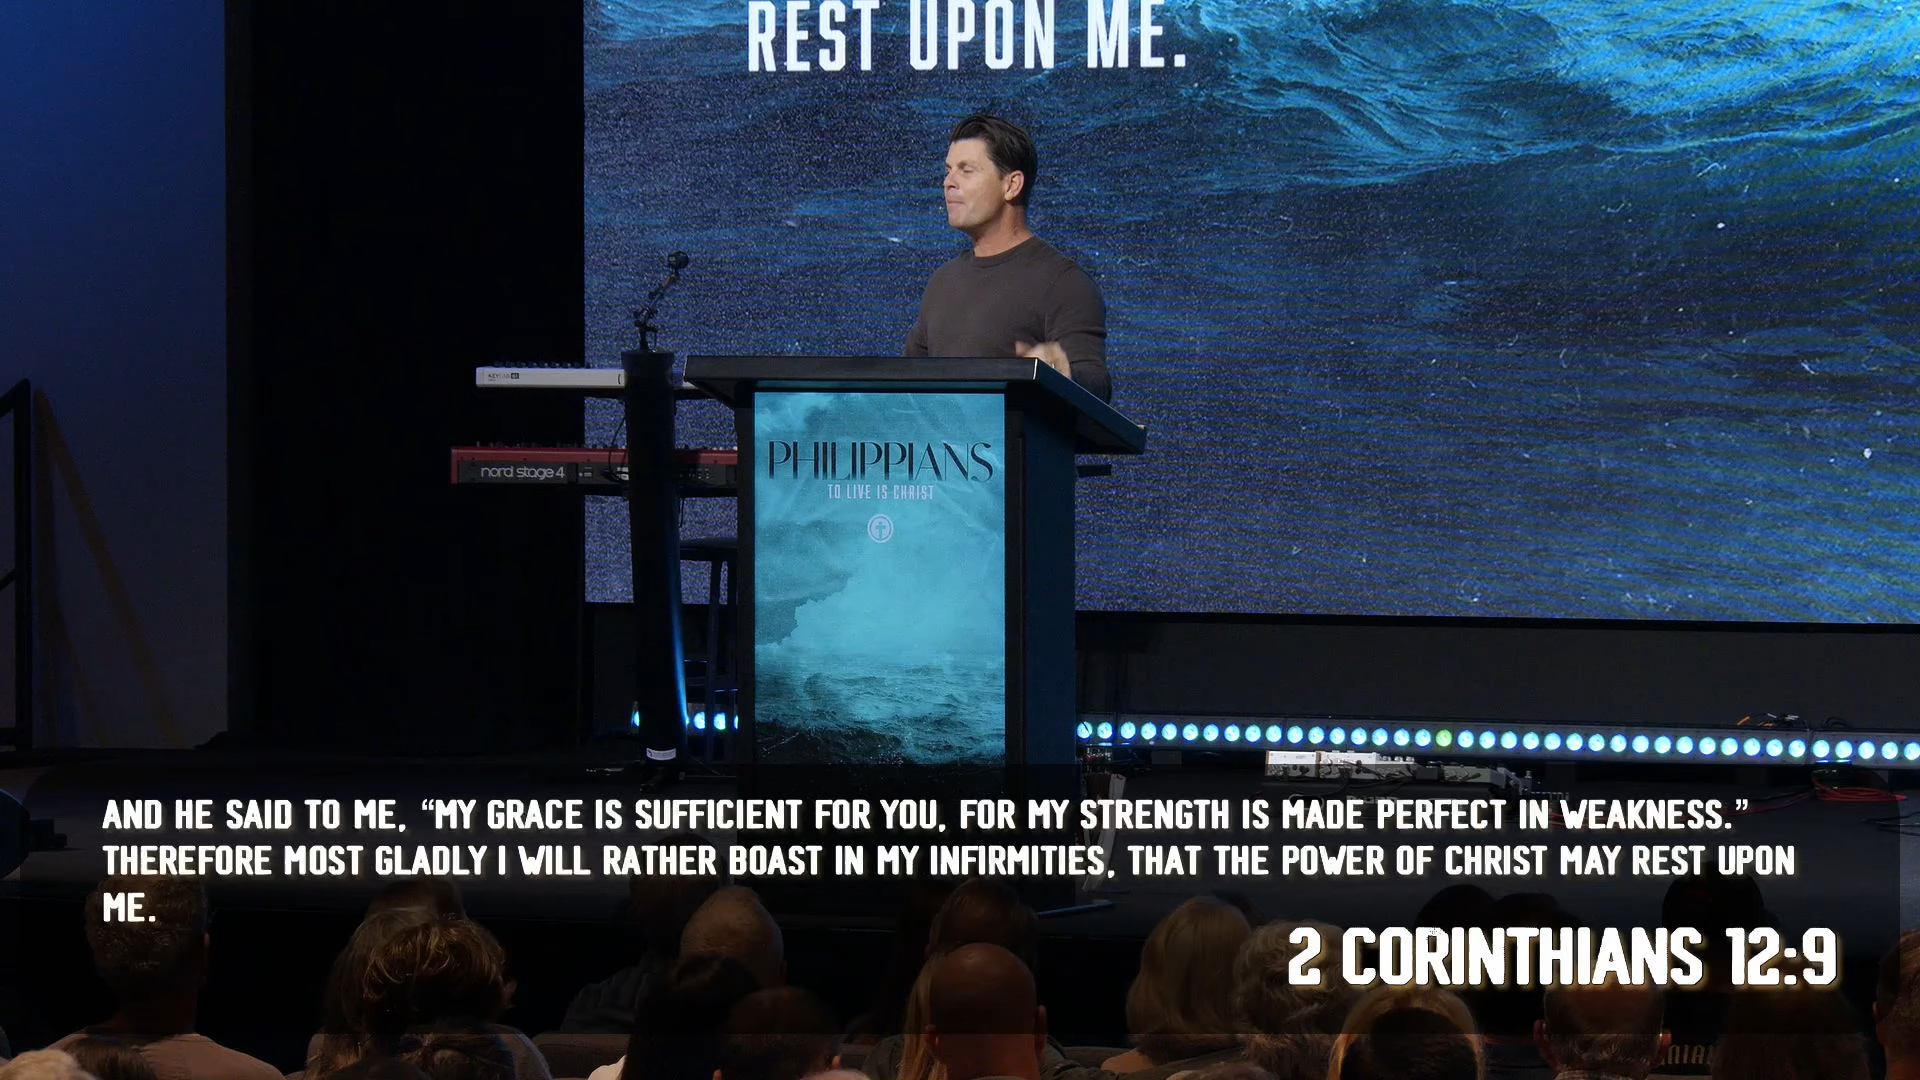 REST UPON ME.
nord stage 4
PHILIPPIANS
TO LIVE IS CHRIST
AND HE SAID TO ME, “MY GRACE IS SUFFICIENT FOR YOU, FOR MY STRENGTH IS MADE PERFECT IN WEAKNESS.”
THEREFORE MOST GLADLY I WILL RATHER BOAST IN MY INFIRMITIES, THAT THE POWER OF CHRIST MAY REST UPON
ME.
2 CORINTHIANS 12:9